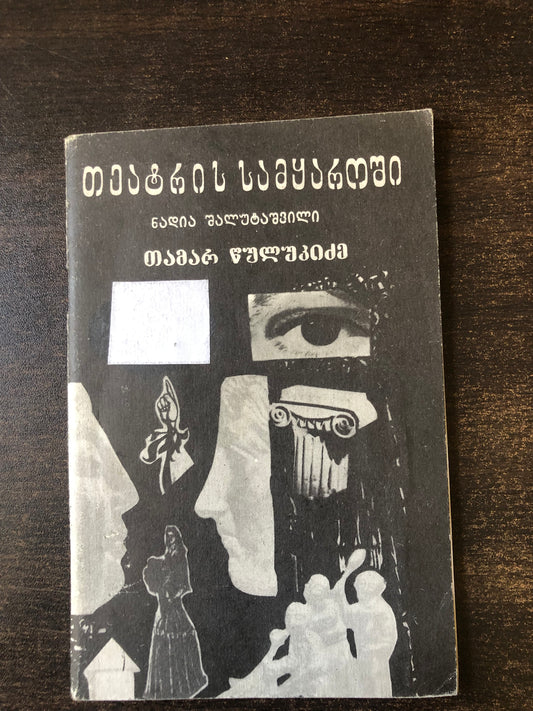 თეატრის სამყაროში
ნადია შალუტაშვილი
თამარ წულუკიძე